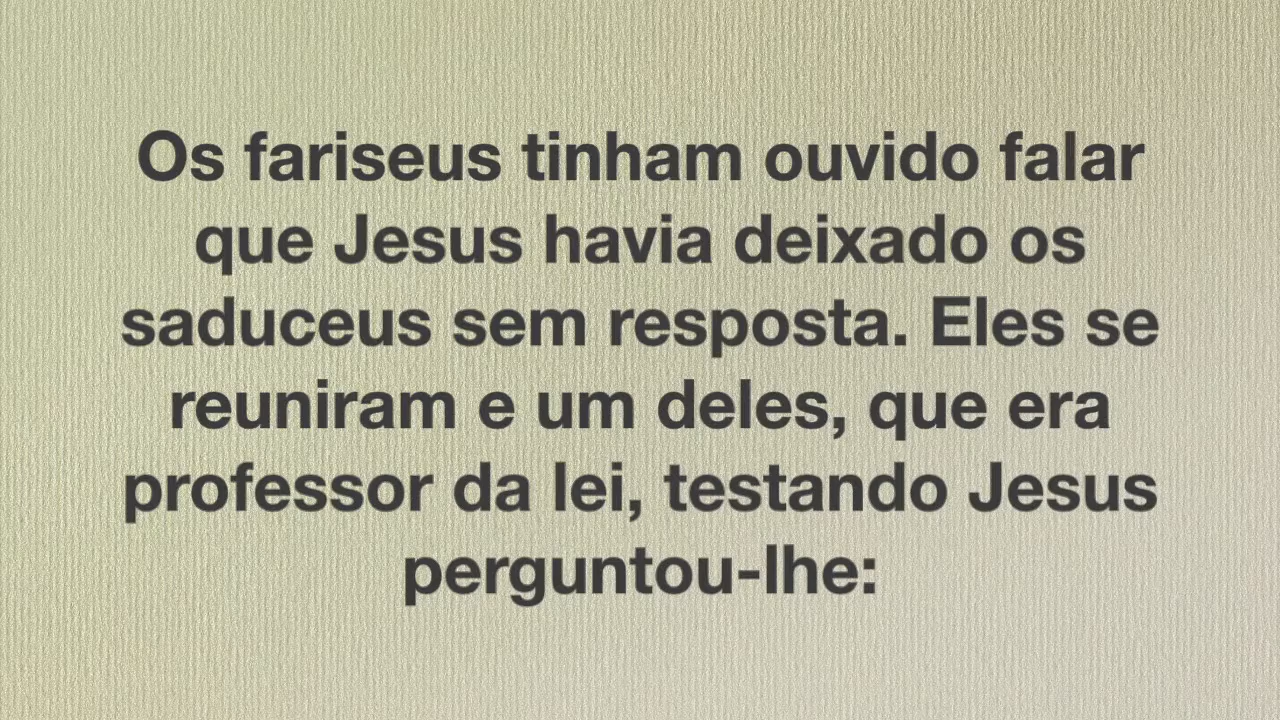 Os fariseus tinham ouvido falar
que Jesus havia deixado os
saduceus sem resposta. Eles se
reuniram e um deles, que era
professor da lei, testando Jesus
perguntou-lhe: